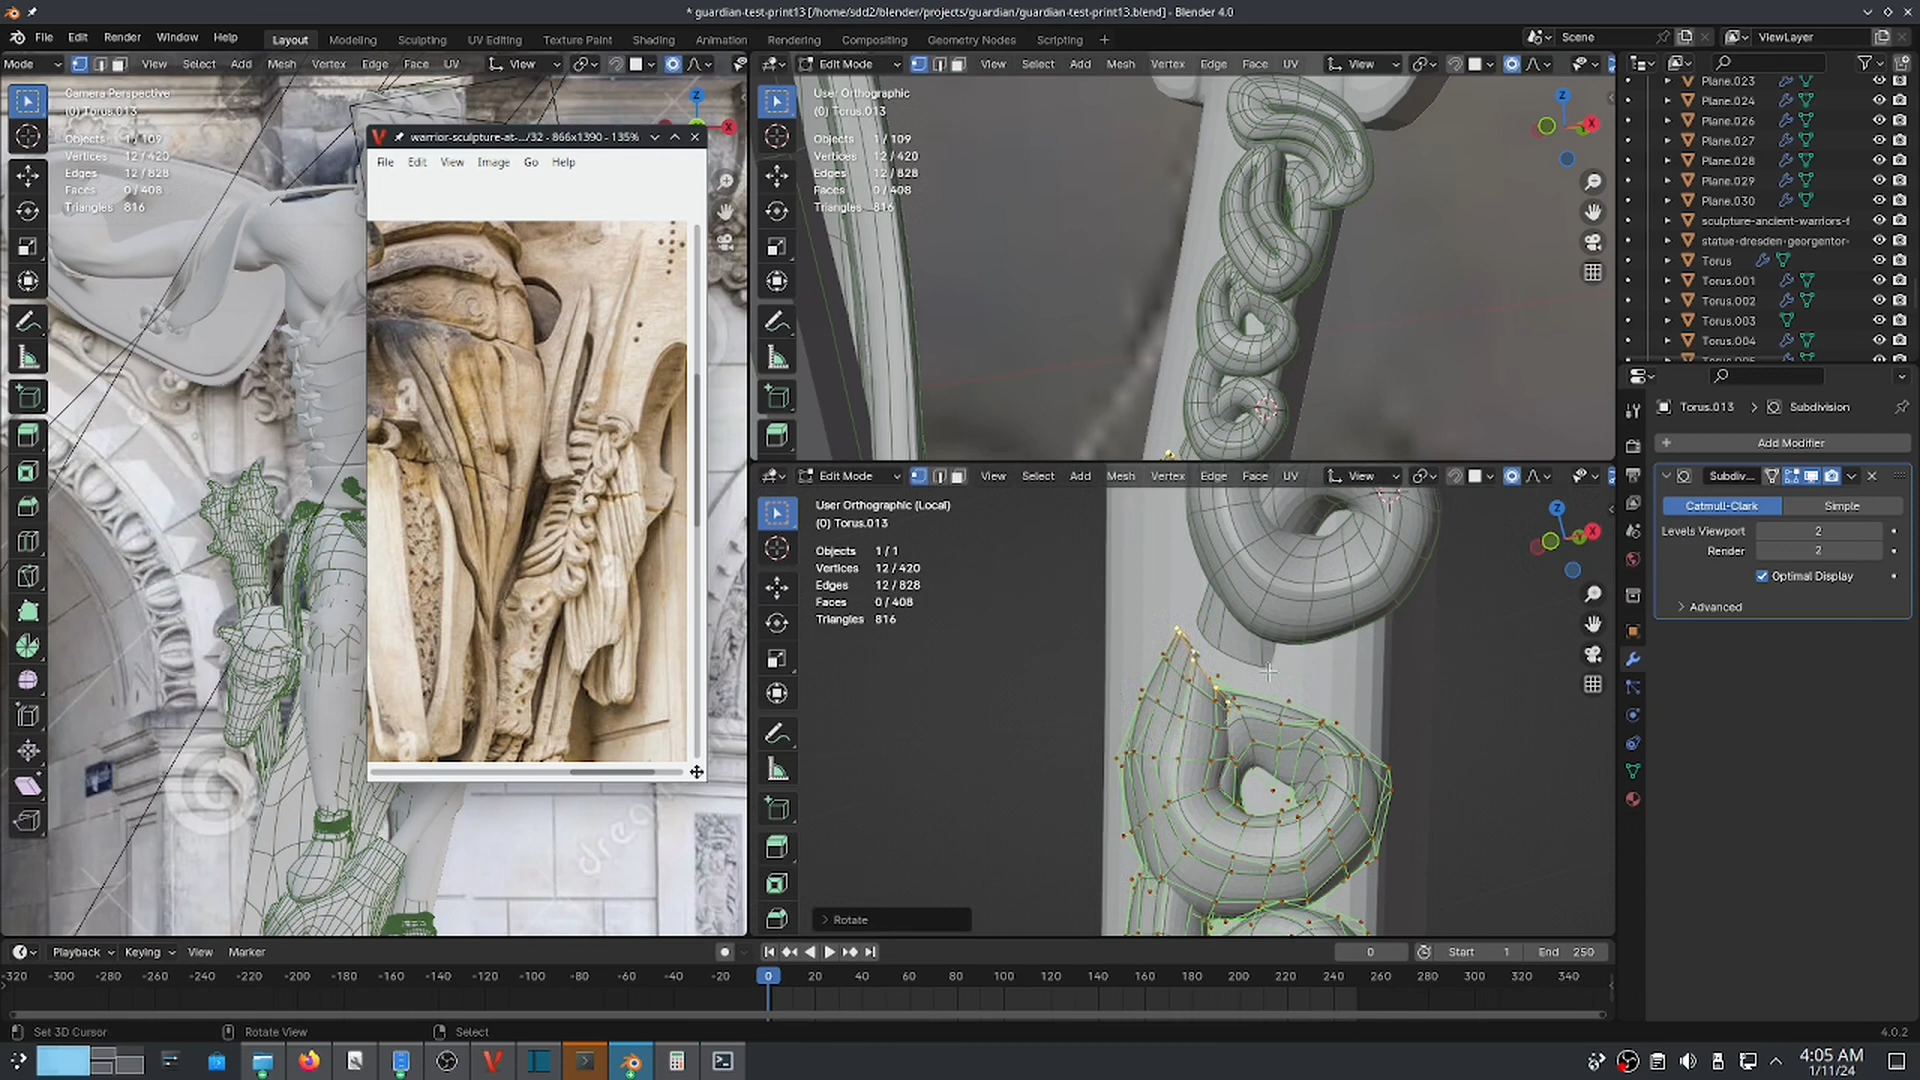 * guardian-test-print13 [/home/sdd2/blender/projects/guardian/guardian-test-print13.blend] - Blender 4.0
File Edit Render Window Help Layout Modeling Sculpting UV Editing Texture Paint Shading Animation Rendering Compositing Geometry Nodes Scripting + Scene ViewLayer
Mode View Select Add Mesh Vertex Edge Face UV View
Edit Mode View Select Add Mesh Vertex Edge Face UV View
Camera Perspective
(0) Torus.013
Objects 1 / 109
Vertices 12 / 420
Edges 12 / 828
Faces 0 / 408
Triangles 816
Z
warrior-sculpture-at-.../32 - 866x1390 - 135%
File Edit View Image Go Help
a
a
a
dre
User Orthographic
(0) Torus.013
Objects 1 / 109
Vertices 12 / 420
Edges 12 / 828
Faces 0 / 408
Triangles 816
Z
X
Edit Mode View Select Add Mesh Vertex Edge Face UV View
User Orthographic (Local)
(0) Torus.013
Objects 1 / 1
Vertices 12 / 420
Edges 12 / 828
Faces 0 / 408
Triangles 816
Z
X
Rotate
Plane.023
Plane.024
Plane.026
Plane.027
Plane.028
Plane.029
Plane.030
sculpture-ancient-warriors-f
statue-dresden-georgentor-
Torus
Torus.001
Torus.002
Torus.003
Torus.004
Torus.013 > Subdivision
+ Add Modifier
Subdiv...
Catmull-Clark Simple
Levels Viewport 2
Render 2
Optimal Display
Advanced
Playback Keying View Marker 0 Start 1 End 250
-320 -300 -280 -260 -240 -220 -200 -180 -160 -140 -120 -100 -80 -60 -40 -20 0 20 40 60 80 100 120 140 160 180 200 220 240 260 280 300 320 340
Set 3D Cursor Rotate View Select 4.0.2
4:05 AM
1/11/24